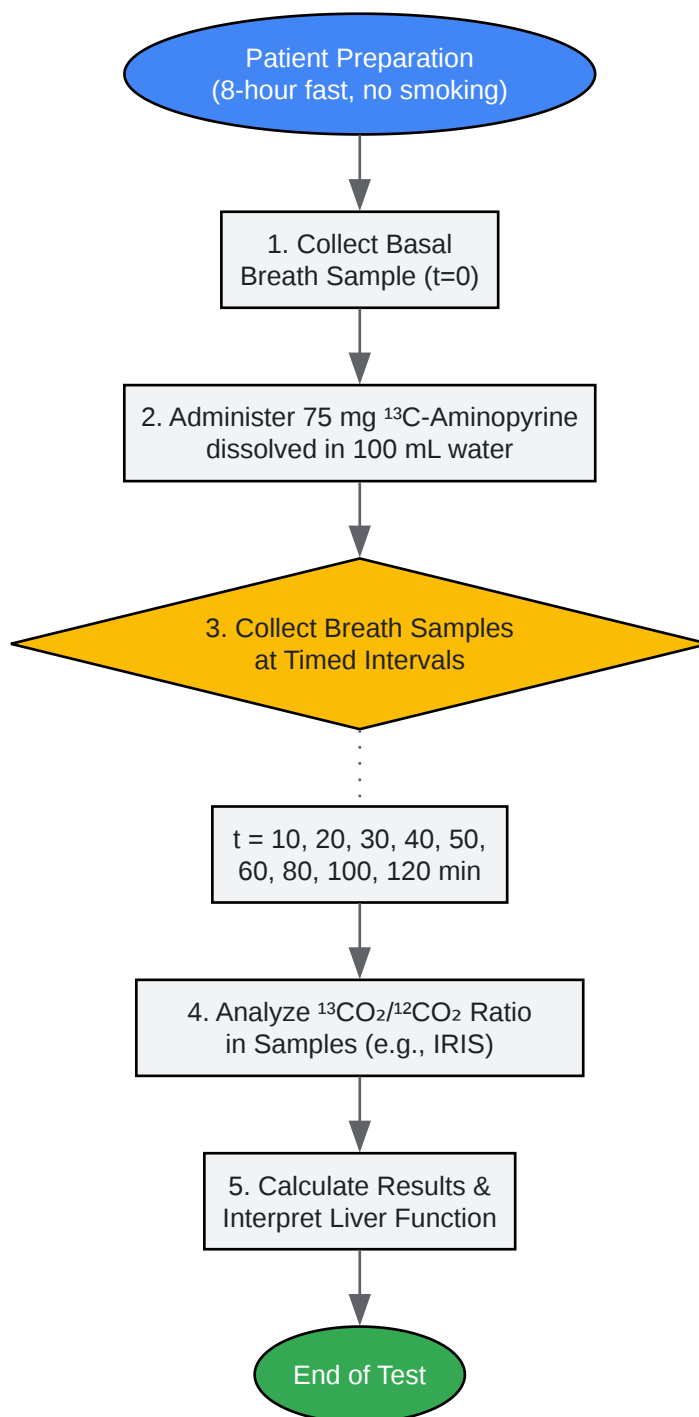 Patient Preparation
(8-hour fast, no smoking)
1. Collect Basal
Breath Sample (t=0)
2. Administer 75 mg ¹³C-Aminopyrine
dissolved in 100 mL water
3. Collect Breath Samples
at Timed Intervals
t = 10, 20, 30, 40, 50,
60, 80, 100, 120 min
4. Analyze ¹³CO₂/¹²CO₂ Ratio
in Samples (e.g., IRIS)
5. Calculate Results &
Interpret Liver Function
End of Test